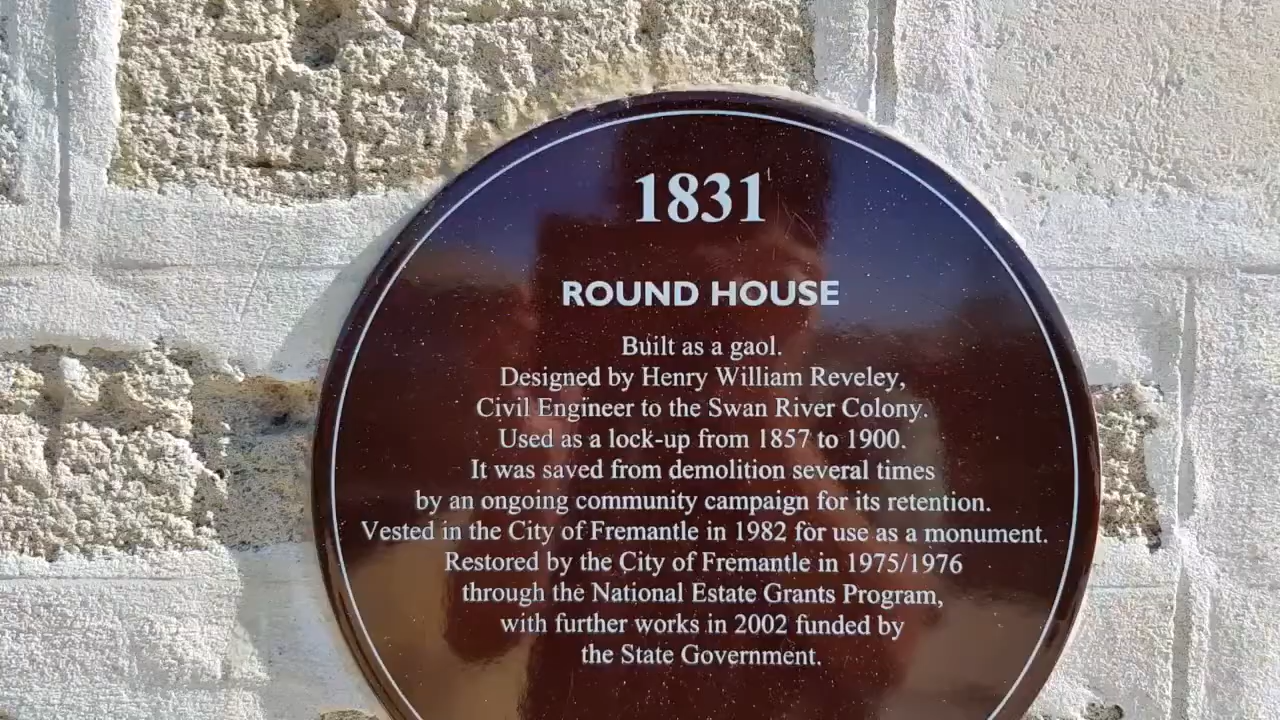 1831
ROUND HOUSE
Built as a gaol.
Designed by Henry William Reveley,
Civil Engineer to the Swan River Colony.
Used as a lock-up from 1857 to 1900.
It was saved from demolition several times
by an ongoing community campaign for its retention.
Vested in the City of Fremantle in 1982 for use as a monument.
Restored by the City of Fremantle in 1975/1976
through the National Estate Grants Program,
with further works in 2002 funded by
the State Government.